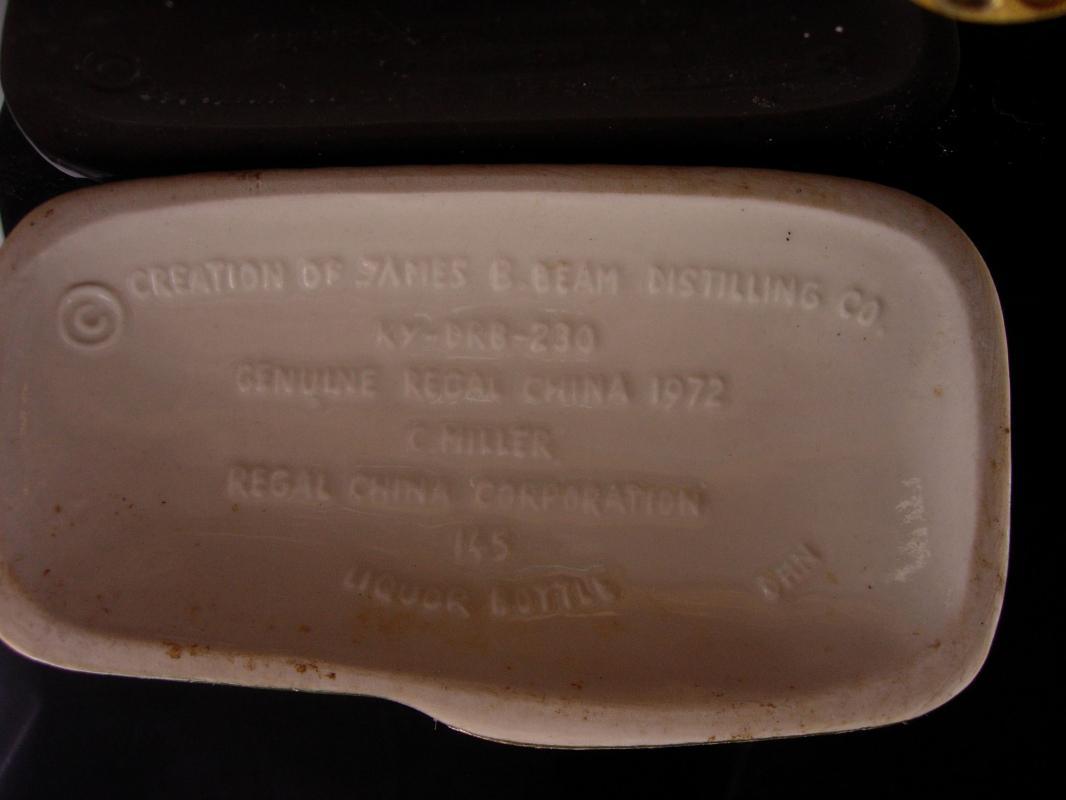 © CREATION OF JAMES B. BEAM DISTILLING CO.
KY-DRB-230
GENUINE REGAL CHINA 1972
C. MILLER
REGAL CHINA CORPORATION
145
LIQUOR BOTTLE